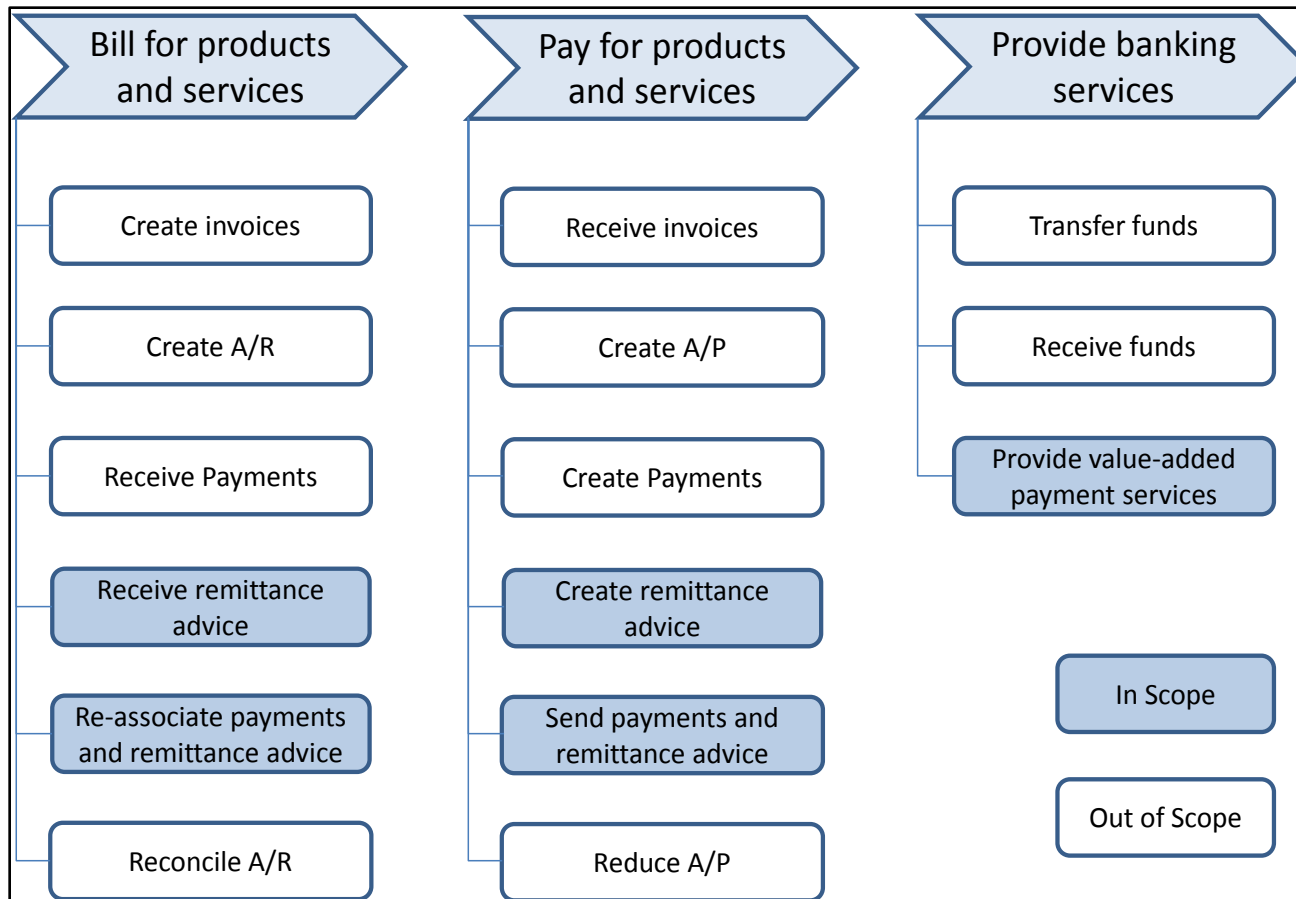 Bill for products
and services
Create invoices
Create A/R
Receive Payments
Receive remittance
advice
Re-associate payments
and remittance advice
Reconcile A/R
Pay for products
and services
Receive invoices
Create A/P
Create Payments
Create remittance
advice
Send payments and
remittance advice
Reduce A/P
Provide banking
services
Transfer funds
Receive funds
Provide value-added
payment services
In Scope
Out of Scope